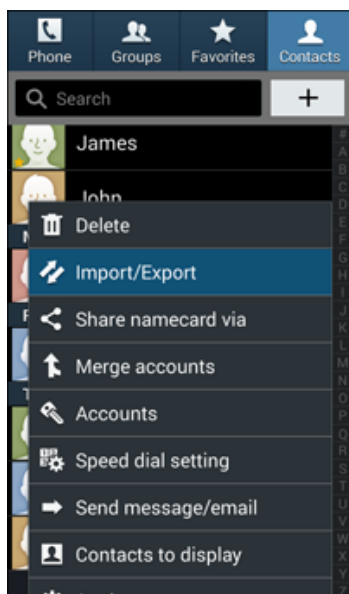 Phone
Groups
Favorites
Contacts
Search
+
#
James
A
B
John
C
D
Delete
E
F
G
Import/Export
H
I
J
Share namecard via
K
L
Merge accounts
M
N
O
Accounts
P
Q
Speed dial setting
R
S
T
Send message/email
U
V
W
Contacts to display
X
Y
Z